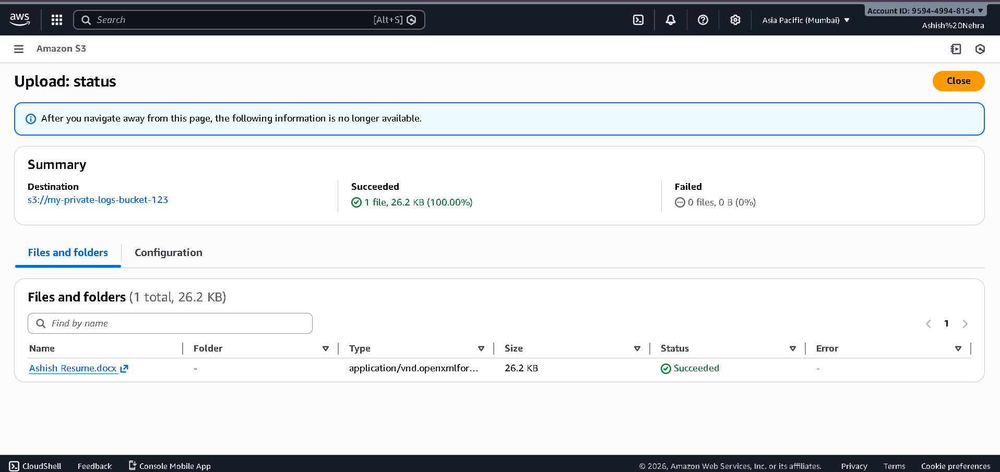 aws
Search [Alt+S]
Asia Pacific (Mumbai)
Account ID: 9594-4994-8154
Ashish%20Nehra
Amazon S3
Upload: status
Close
After you navigate away from this page, the following information is no longer available.
Summary
Destination
s3://my-private-logs-bucket-123
Succeeded
1 file, 26.2 KB (100.00%)
Failed
0 files, 0 B (0%)
Files and folders
Configuration
Files and folders (1 total, 26.2 KB)
Find by name
1
Name Folder Type Size Status Error
Ashish Resume.docx - application/vnd.openxmlfor... 26.2 KB Succeeded -
CloudShell Feedback Console Mobile App © 2026, Amazon Web Services, Inc. or its affiliates. Privacy Terms Cookie preferences